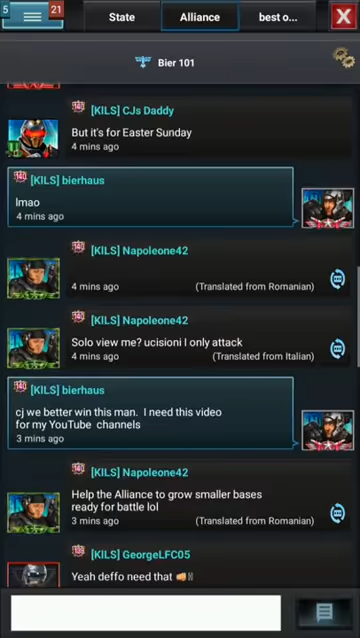 5
21
State
Alliance
best o...
Bier 101
140
[KILS] CJs Daddy
But it's for Easter Sunday
4 mins ago
140
[KILS] bierhaus
lmao
4 mins ago
140
[KILS] Napoleone42
4 mins ago
(Translated from Romanian)
140
[KILS] Napoleone42
Solo view me? ucisioni I only attack
4 mins ago
(Translated from Italian)
140
[KILS] bierhaus
cj we better win this man. I need this video
for my YouTube channels
3 mins ago
140
[KILS] Napoleone42
Help the Alliance to grow smaller bases
ready for battle lol
3 mins ago
(Translated from Romanian)
[KILS] GeorgeLFC05
Yeah deffo need that